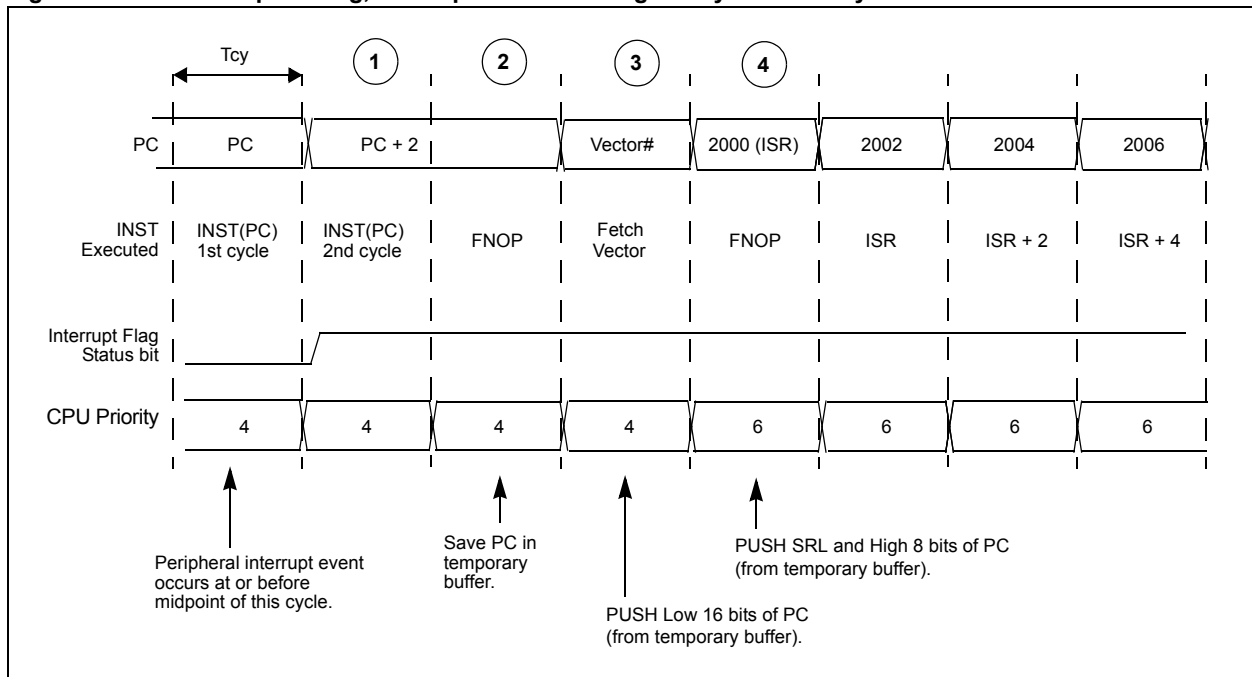 Tcy
1 2 3 4
PC PC PC + 2 Vector# 2000 (ISR) 2002 2004 2006
INST
Executed
INST(PC)
1st cycle
INST(PC)
2nd cycle
FNOP
Fetch
Vector
FNOP
ISR
ISR + 2
ISR + 4
Interrupt Flag
Status bit
CPU Priority 4 4 4 4 6 6 6 6
Peripheral interrupt event
occurs at or before
midpoint of this cycle.
Save PC in
temporary
buffer.
PUSH Low 16 bits of PC
(from temporary buffer).
PUSH SRL and High 8 bits of PC
(from temporary buffer).